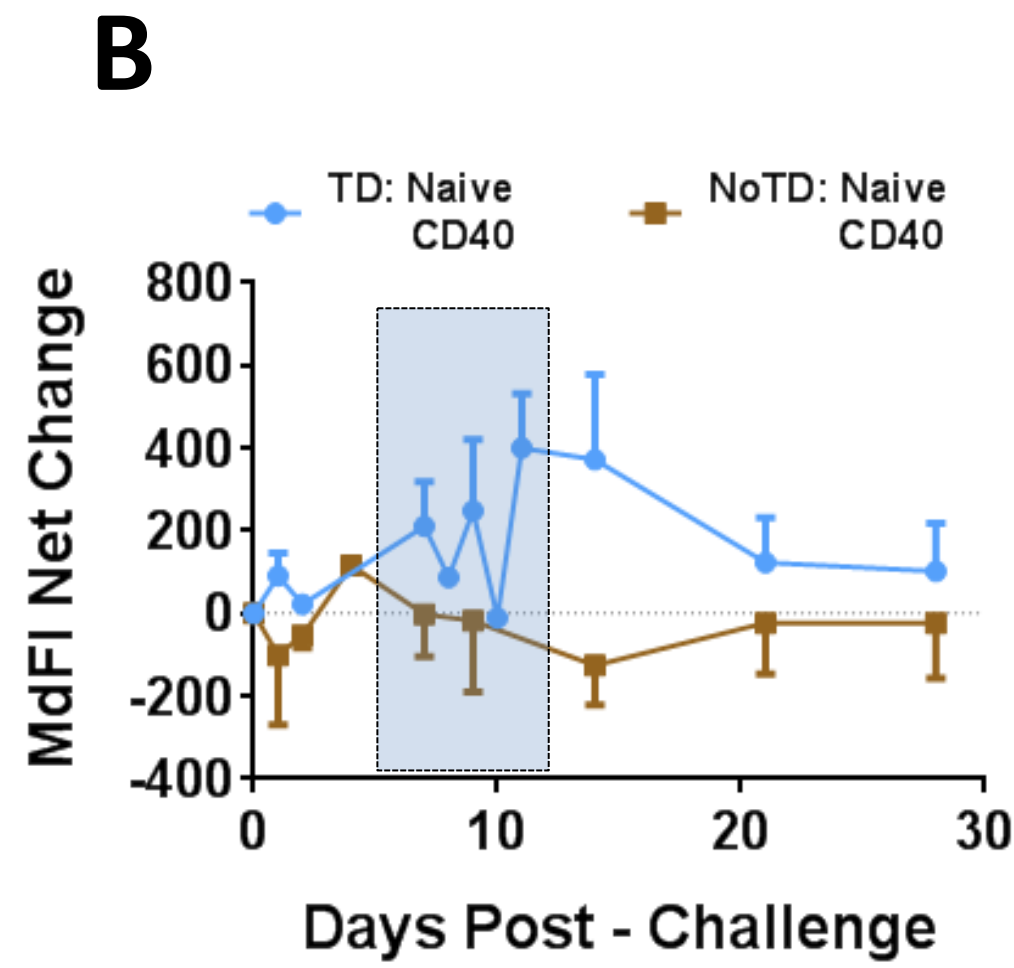 B
TD: Naive
CD40
NoTD: Naive
CD40
MdFI Net Change
800
600
400
200
0
-200
-400
0 10 20 30
Days Post - Challenge